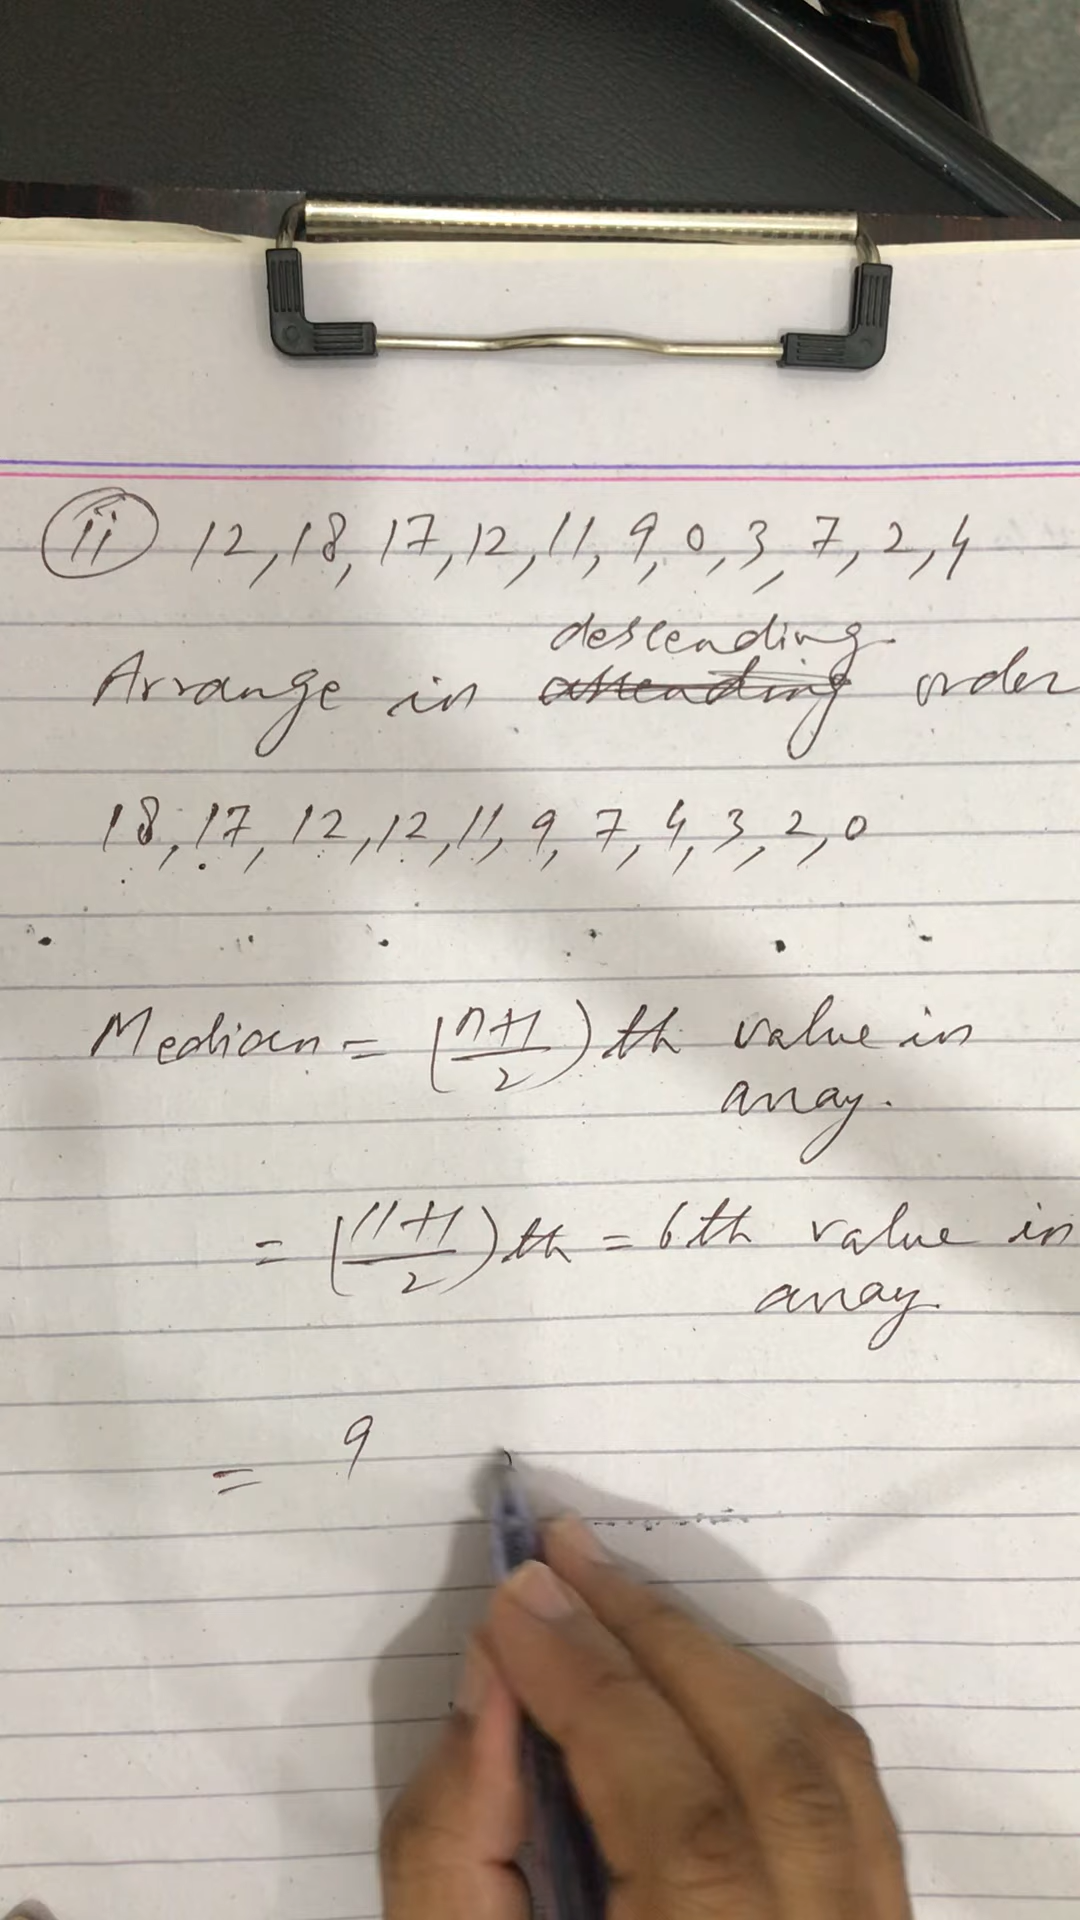 ii 12, 18, 17, 12, 11, 9, 0, 3, 7, 2, 4
descending
Arrange in ascending order
18, 17, 12, 12, 11, 9, 7, 4, 3, 2, 0
Median = (n+1/2)th value in
array.
= (11+1/2)th = 6th value in
array.
= 9